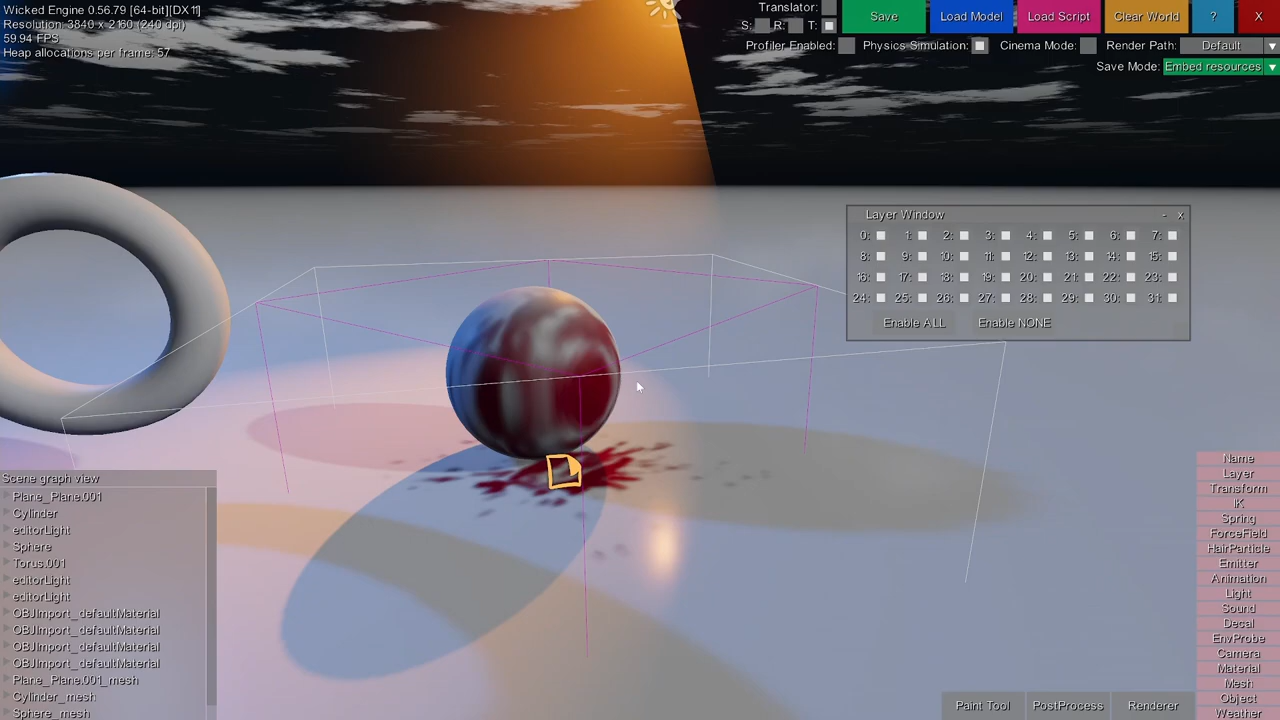 Wicked Engine 0.56.79 [64-bit][DX11]
Resolution: 3840 x 2160 (240 dpi)
59.94 FPS
Heap allocations per frame: 57
Translator:
S: R: T:
Save
Load Model
Load Script
Clear World
?
X
Profiler Enabled: Physics Simulation: Cinema Mode: Render Path: Default
Save Mode: Embed resources
Layer Window - x
0: 1: 2: 3: 4: 5: 6: 7:
8: 9: 10: 11: 12: 13: 14: 15:
16: 17: 18: 19: 20: 21: 22: 23:
24: 25: 26: 27: 28: 29: 30: 31:
Enable ALL Enable NONE
Scene graph view
Plane_Plane.001
Cylinder
editorLight
Sphere
Torus.001
editorLight
editorLight
OBJImport_defaultMaterial
OBJImport_defaultMaterial
OBJImport_defaultMaterial
OBJImport_defaultMaterial
Plane_Plane.001_mesh
Cylinder_mesh
Sphere_mesh
Name
Layer
Transform
IK
Spring
ForceField
HairParticle
Emitter
Animation
Light
Sound
Decal
EnvProbe
Camera
Material
Mesh
Object
Weather
Paint Tool PostProcess Renderer